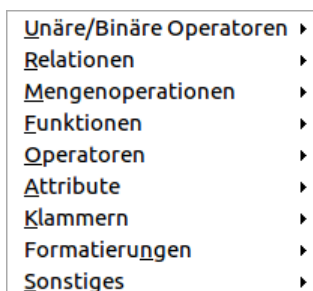 Unäre/Binäre Operatoren
Relationen
Mengenoperationen
Funktionen
Operatoren
Attribute
Klammern
Formatierungen
Sonstiges